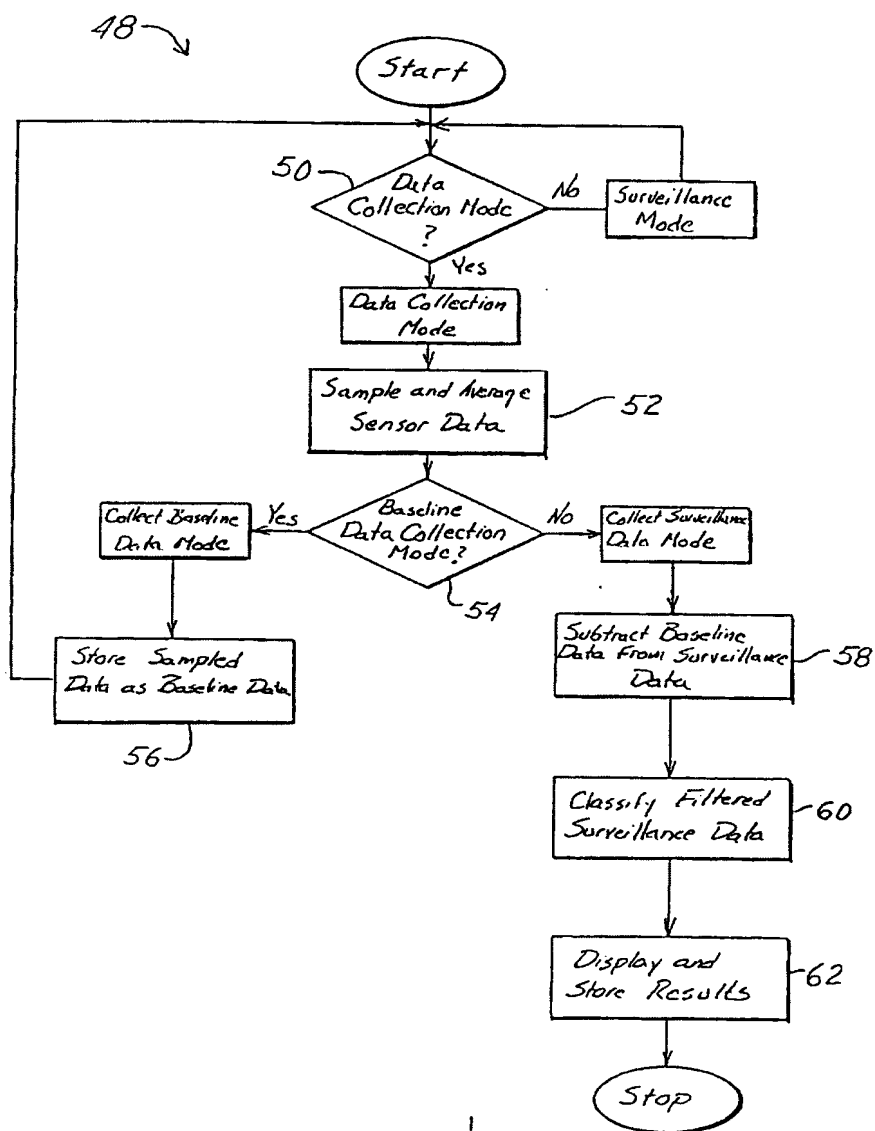 48
Start
50
Data
Collection Mode
?
No
Surveillance
Mode
Yes
Data Collection
Mode
Sample and Average
Sensor Data
52
Baseline
Data Collection
Mode?
54
Yes
Collect Baseline
Data Mode
Store Sampled
Data as Baseline Data
56
No
Collect Surveillance
Data Mode
Subtract Baseline
Data From Surveillance
Data
58
Classify Filtered
Surveillance Data
60
Display and
Store Results
62
Stop